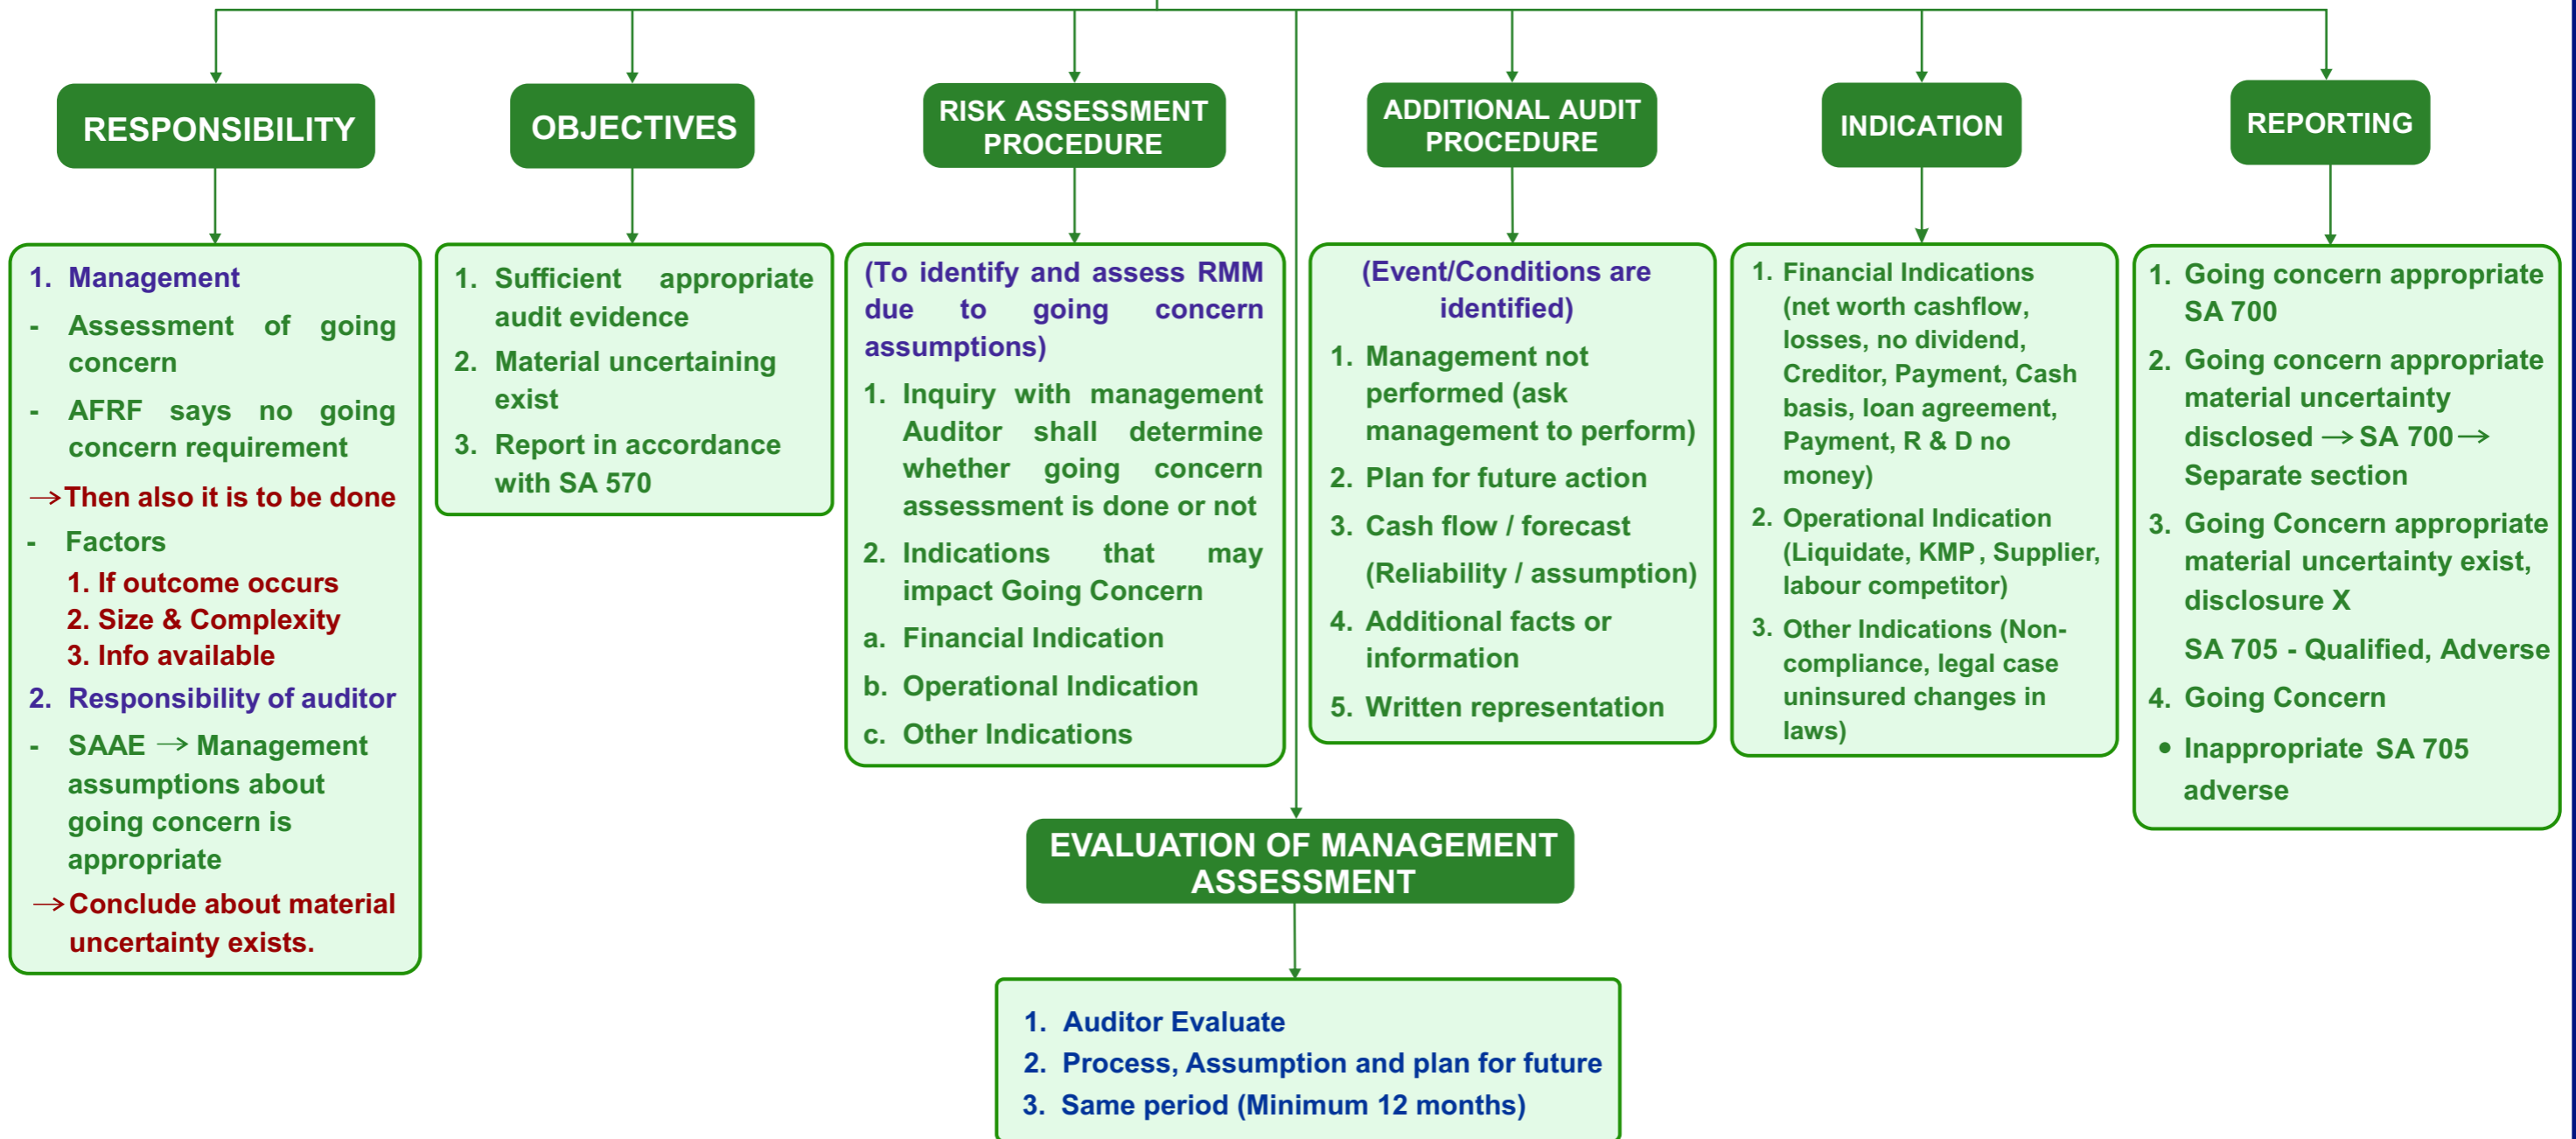 RESPONSIBILITY
1. Management
- Assessment of going
concern
- AFRF says no going
concern requirement
→Then also it is to be done
- Factors
1. If outcome occurs
2. Size & Complexity
3. Info available
2. Responsibility of auditor
- SAAE → Management
assumptions about
going concern is
appropriate
→Conclude about material
uncertainty exists.
OBJECTIVES
1. Sufficient appropriate
audit evidence
2. Material uncertaining
exist
3. Report in accordance
with SA 570
RISK ASSESSMENT
PROCEDURE
(To identify and assess RMM
due to going concern
assumptions)
1. Inquiry with management
Auditor shall determine
whether going concern
assessment is done or not
2. Indications that may
impact Going Concern
a. Financial Indication
b. Operational Indication
c. Other Indications
EVALUATION OF MANAGEMENT
ASSESSMENT
1. Auditor Evaluate
2. Process, Assumption and plan for future
3. Same period (Minimum 12 months)
ADDITIONAL AUDIT
PROCEDURE
(Event/Conditions are
identified)
1. Management not
performed (ask
management to perform)
2. Plan for future action
3. Cash flow / forecast
(Reliability / assumption)
4. Additional facts or
information
5. Written representation
INDICATION
1. Financial Indications
(net worth cashflow,
losses, no dividend,
Creditor, Payment, Cash
basis, loan agreement,
Payment, R & D no
money)
2. Operational Indication
(Liquidate, KMP , Supplier,
labour competitor)
3. Other Indications (Non-
compliance, legal case
uninsured changes in
laws)
REPORTING
1. Going concern appropriate
SA 700
2. Going concern appropriate
material uncertainty
disclosed → SA 700 →
Separate section
3. Going Concern appropriate
material uncertainty exist,
disclosure X
SA 705 - Qualified, Adverse
4. Going Concern
• Inappropriate SA 705
adverse